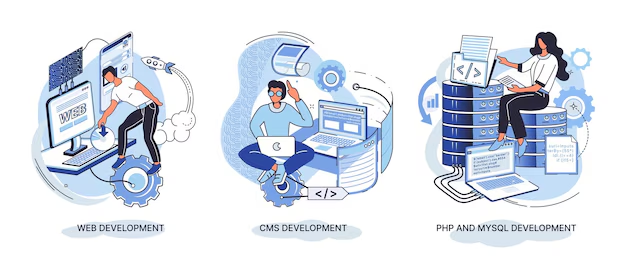 WEB
</>
</>
WEB DEVELOPMENT
CMS DEVELOPMENT
PHP AND MYSQL DEVELOPMENT